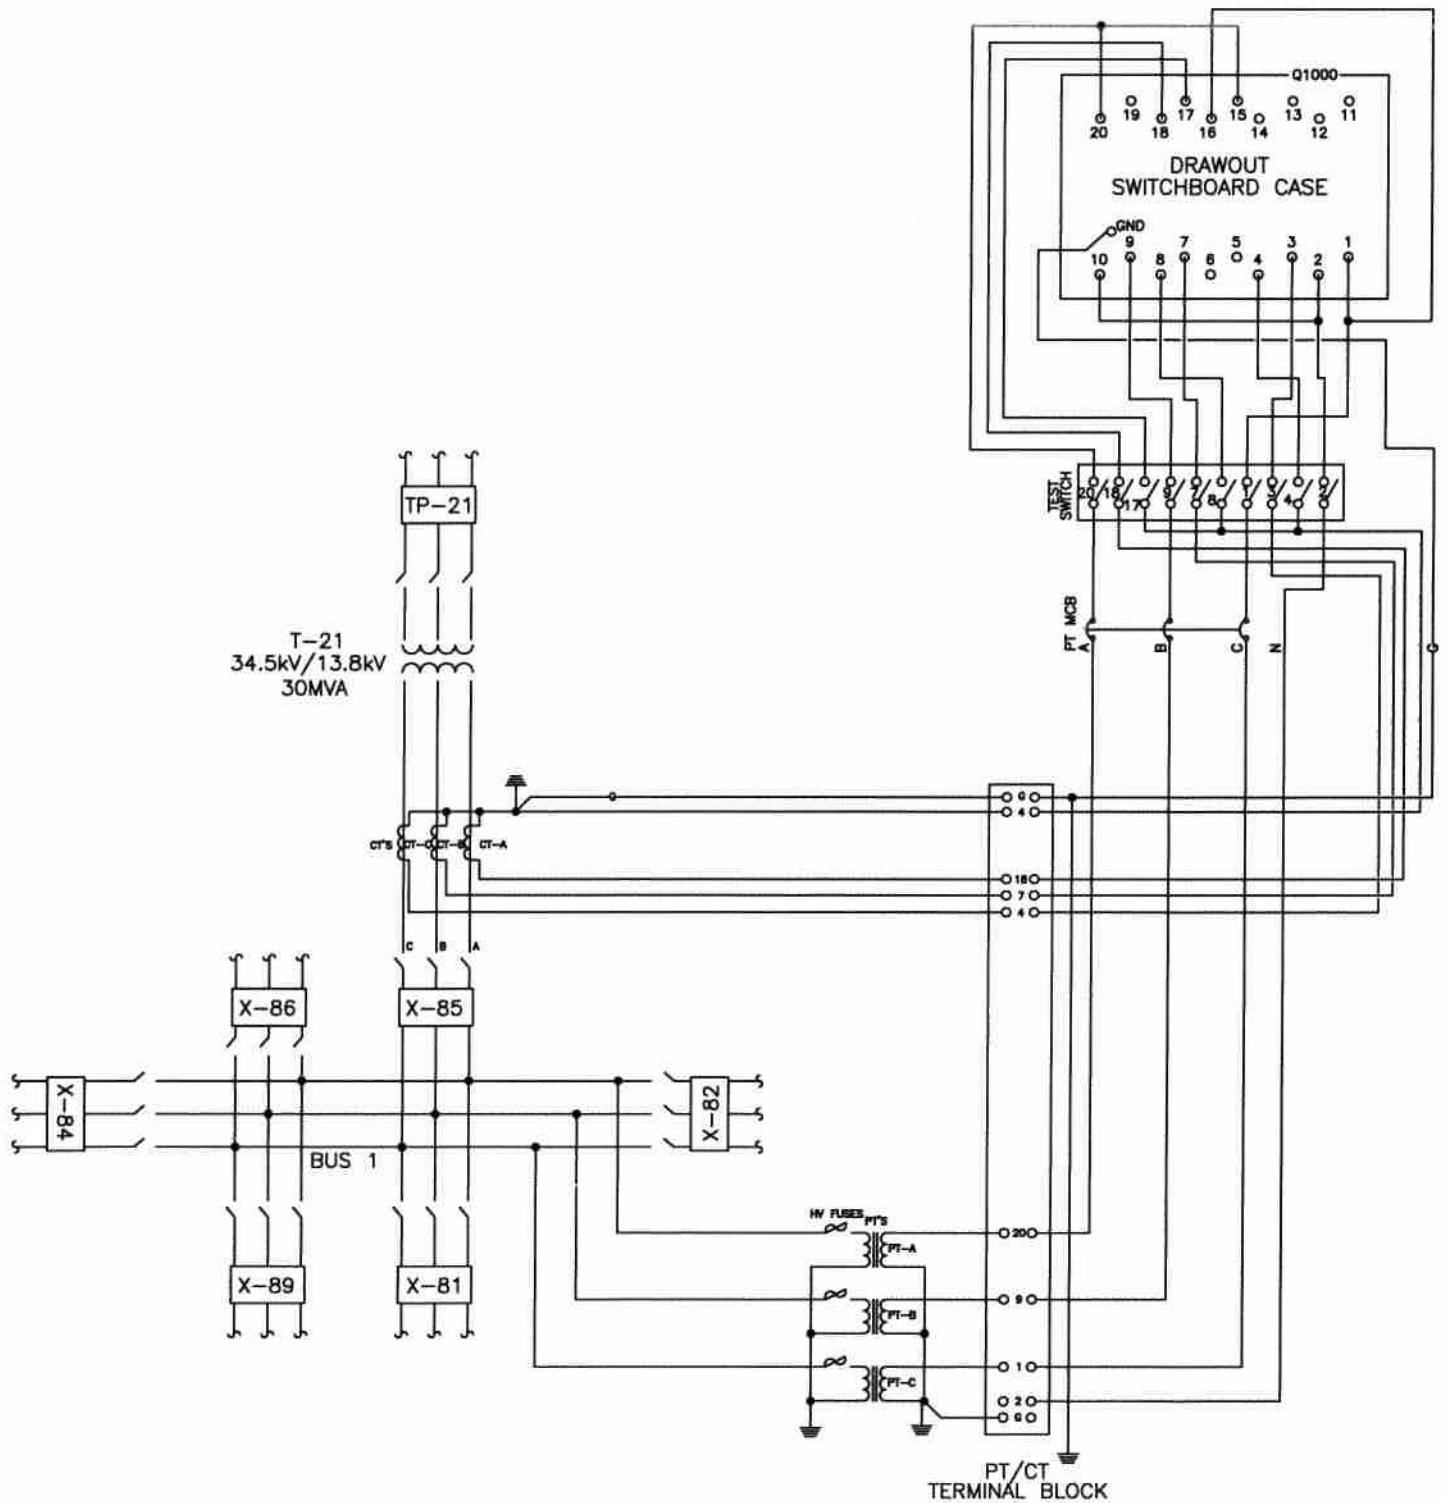 Q1000
19
17
15
13
11
20
18
16
14
12
DRAWOUT
SWITCHBOARD CASE
GND
9
7
5
3
1
10
8
6
4
2
TEST
SWITCH
20
18
17
9
7
8
1
3
4
2
PT MCB
A
B
C
N
G
TP-21
T-21
34.5kV/13.8kV
30MVA
G
G
4
CT'S
CT-C
CT-B
CT-A
18
7
4
C
B
A
X-86
X-85
X-84
X-82
BUS 1
HV FUSES
PT'S
PT-A
20
X-89
X-81
PT-B
9
PT-C
1
2
G
PT/CT
TERMINAL BLOCK